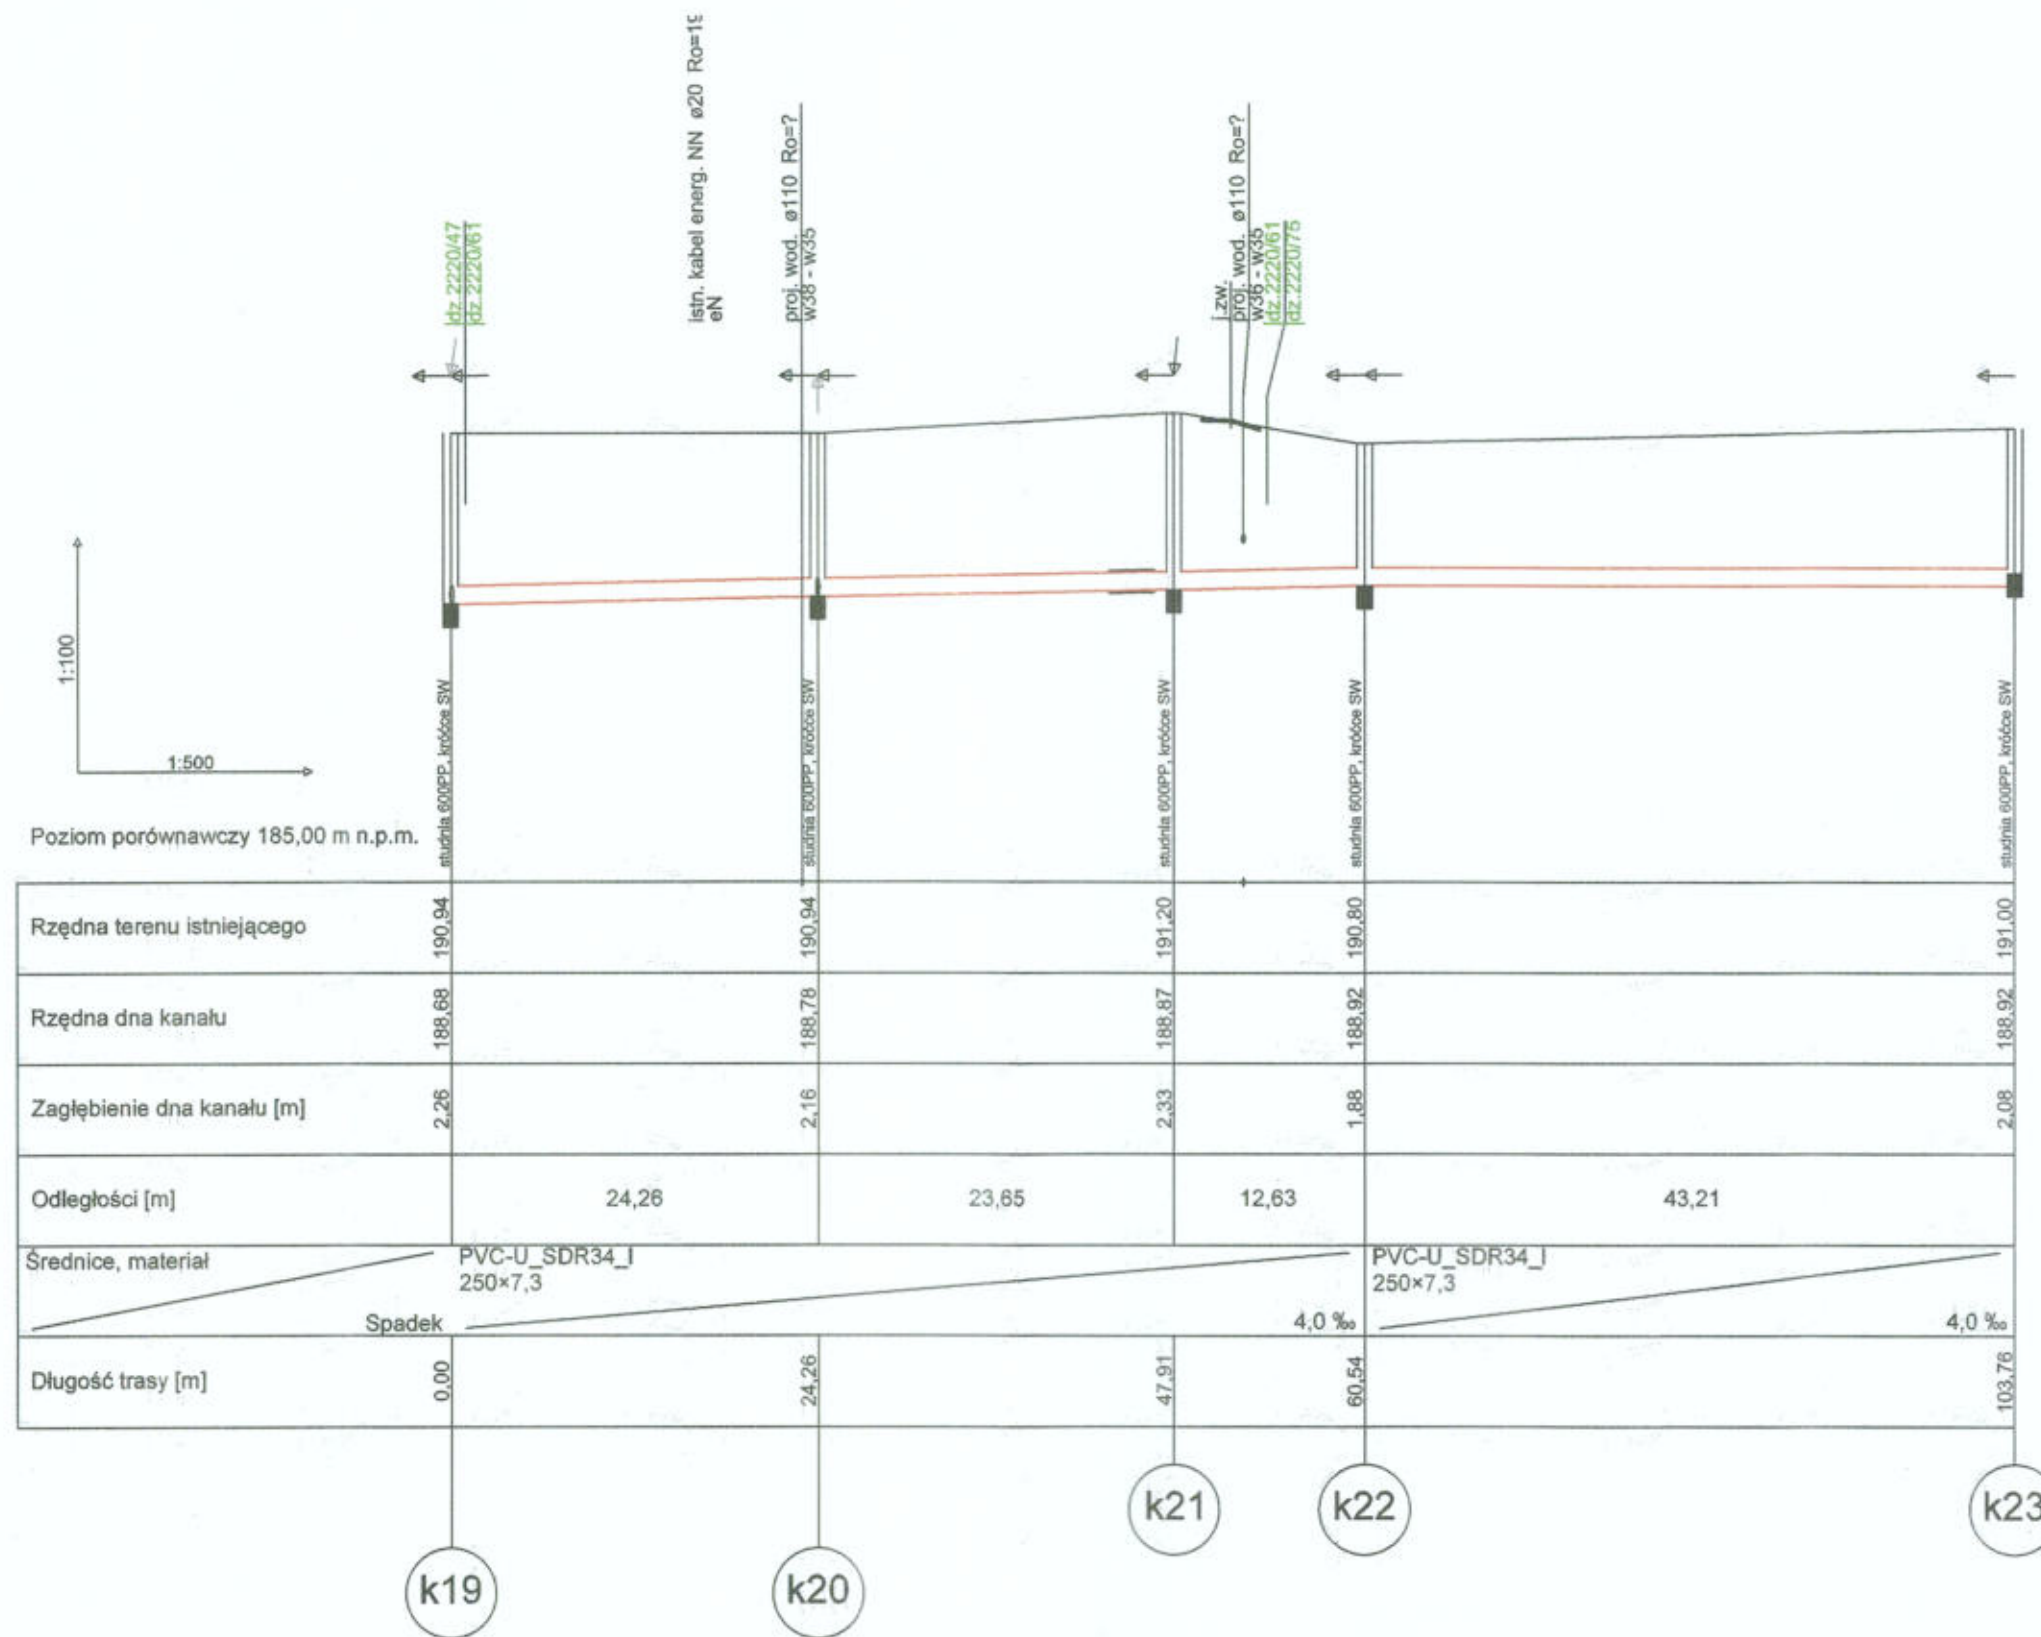 istn. kabel energ. NN ø20 Ro=19
eN
proj. wod. ø110 Ro=?
w38 - w35
dz.2220/47
dz.2220/61
j.zw.
proj. wod. ø110 Ro=?
w36 - w35
dz.2220/61
dz.2220/75
1:100
1:500
studnia 600PP, króćce SW
studnia 600PP, króćce SW
studnia 600PP, króćce SW
studnia 600PP, króćce SW
studnia 600PP, króćce SW
Poziom porównawczy 185,00 m n.p.m.
Rzędna terenu istniejącego 190,94 190,94 191,20 190,80 191,00
Rzędna dna kanału 188,68 188,78 188,87 188,92 188,92
Zagłębienie dna kanału [m] 2,26 2,16 2,33 1,88 2,08
Odległości [m] 24,26 23,65 12,63 43,21
Średnice, materiał PVC-U_SDR34_I PVC-U_SDR34_I
250×7,3 250×7,3
Spadek 4,0 ‰ 4,0 ‰
Długość trasy [m] 0,00 24,26 47,91 60,54 103,76
k21 k22 k23
k19 k20